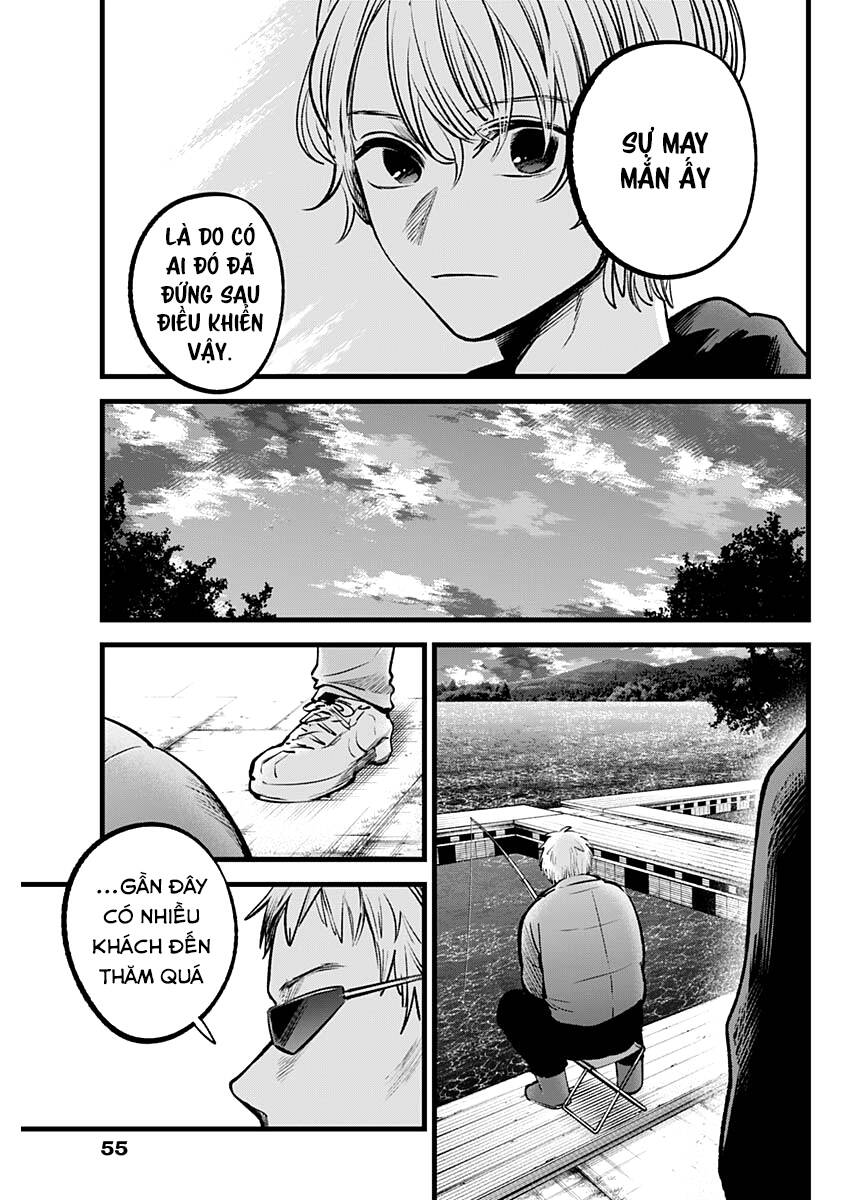 SỰ MAY
MẮN ẤY
LÀ DO CÓ
AI ĐÓ ĐÃ
ĐỨNG SAU
ĐIỀU KHIỂN
VẬY.
...GẦN ĐÂY
CÓ NHIỀU
KHÁCH ĐẾN
THĂM QUÁ
55